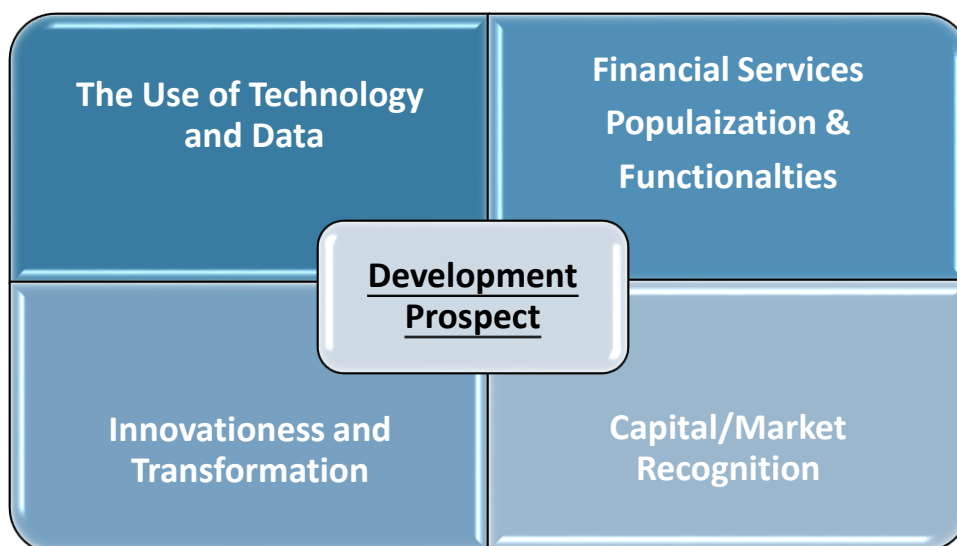 The Use of Technology
and Data
Financial Services
Populaization &
Functionalties
Development
Prospect
Innovationess and
Transformation
Capital/Market
Recognition